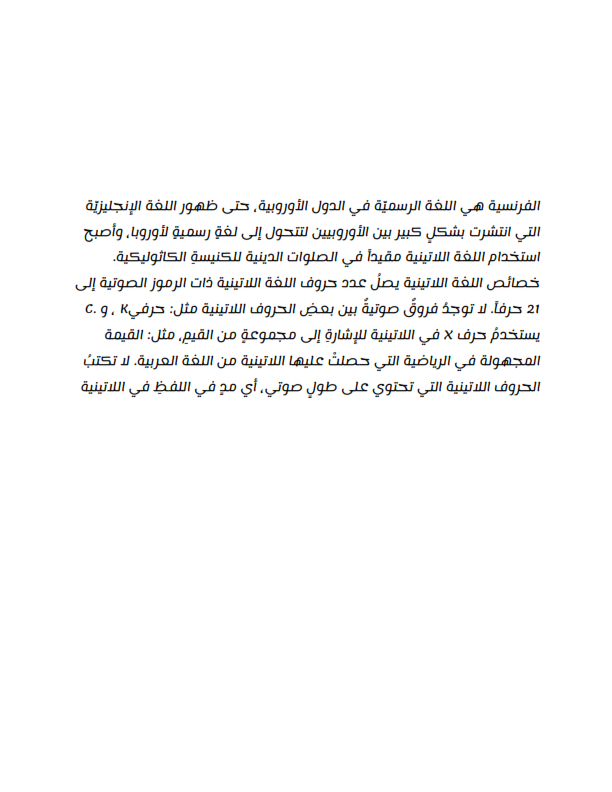 الفرنسية هي اللغة الرسميّة في الدول الأوروبية، حتى ظهور اللغة الإنجليزيّة
التي انتشرت بشكلٍ كبير بين الأوروبيين لتتحول إلى لغةٍ رسميةٍ لأوروبا، وأصبح
استخدام اللغة اللاتينية مقيداً في الصلوات الدينية للكنيسةِ الكاثوليكية.
خصائص اللغة اللاتينية يصلُ عدد حروف اللغة اللاتينية ذات الرموز الصوتية إلى
21 حرفاً. لا توجدُ فروقٌ صوتيةٌ بين بعضِ الحروف اللاتينية مثل: حرفيK ، و C.
يستخدمُ حرف X في اللاتينية للإشارةِ إلى مجموعةٍ من القيمِ، مثل: القيمة
المجهولة في الرياضية التي حصلتْ عليها اللاتينية من اللغة العربية. لا تكتبُ
الحروف اللاتينية التي تحتوي على طولٍ صوتي، أي مدٍ في اللفظِ في اللاتينية